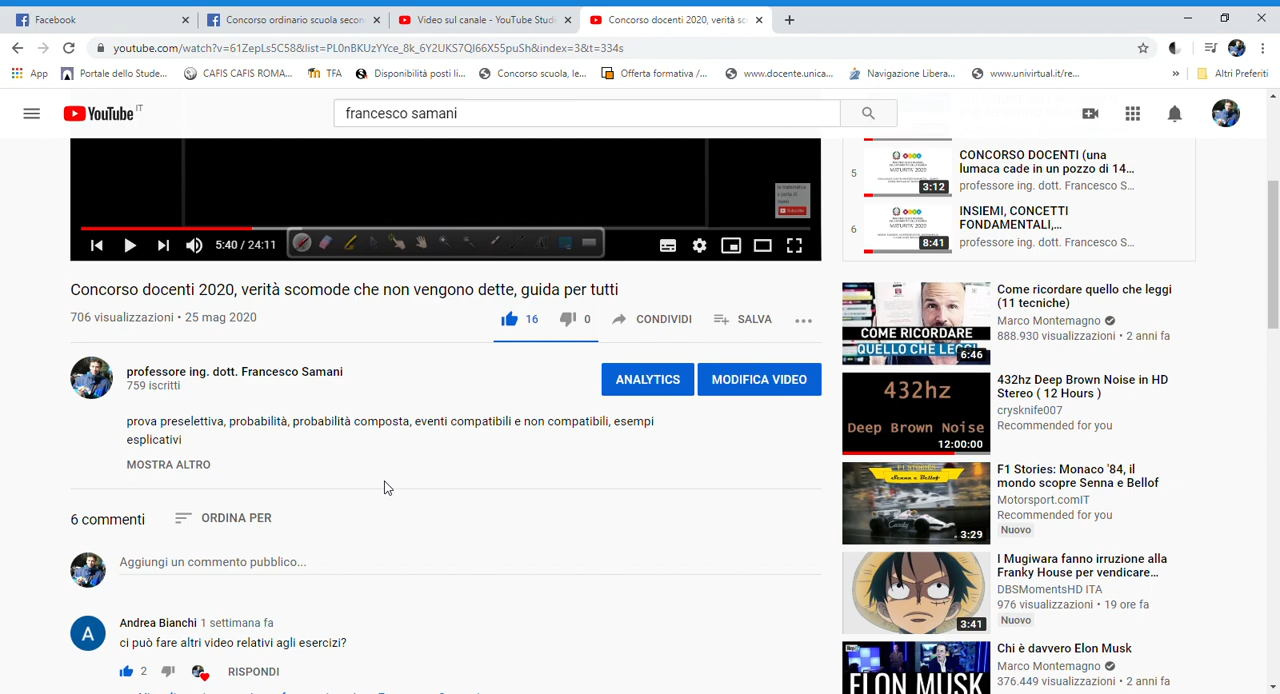 Facebook
Concorso ordinario scuola secon
Video sul canale - YouTube Studi
Concorso docenti 2020, verità sc
youtube.com/watch?v=61ZepLs5C58&list=PL0nBKUzYYce_8k_6Y2UKS7QI66X55puSh&index=3&t=334s
App
Portale dello Stude...
CAFIS CAFIS ROMA...
TFA
Disponibilità posti li...
Concorso scuola, le...
Offerta formativa /...
www.docente.unica...
Navigazione Libera...
www.univirtual.it/re...
»
Altri Preferiti
YouTube IT
francesco samani
5
CONCORSO DOCENTI (una
lumaca cade in un pozzo di 14...
professore ing. dott. Francesco S...
3:12
6
INSIEMI, CONCETTI
FONDAMENTALI,...
professore ing. dott. Francesco S...
8:41
5:40 / 24:11
Concorso docenti 2020, verità scomode che non vengono dette, guida per tutti
706 visualizzazioni • 25 mag 2020
16
0
CONDIVIDI
SALVA
professore ing. dott. Francesco Samani
759 iscritti
ANALYTICS
MODIFICA VIDEO
prova preselettiva, probabilità, probabilità composta, eventi compatibili e non compatibili, esempi
esplicativi
MOSTRA ALTRO
6 commenti
ORDINA PER
Aggiungi un commento pubblico...
A
Andrea Bianchi 1 settimana fa
ci può fare altri video relativi agli esercizi?
2
RISPONDI
COME RICORDARE
QUELLO CHE LEGGI
6:46
Come ricordare quello che leggi
(11 tecniche)
Marco Montemagno
888.930 visualizzazioni • 2 anni fa
432hz
Deep Brown Noise
12:00:00
432hz Deep Brown Noise in HD
Stereo ( 12 Hours )
crysknife007
Recommended for you
F1 STORIES
Senna e Bellof
3:29
F1 Stories: Monaco '84, il
mondo scopre Senna e Bellof
Motorsport.comIT
Recommended for you
Nuovo
3:41
I Mugiwara fanno irruzione alla
Franky House per vendicare...
DBSMomentsHD ITA
976 visualizzazioni • 19 ore fa
Nuovo
ELON MUSK
Chi è davvero Elon Musk
Marco Montemagno
376.449 visualizzazioni • 2 anni fa